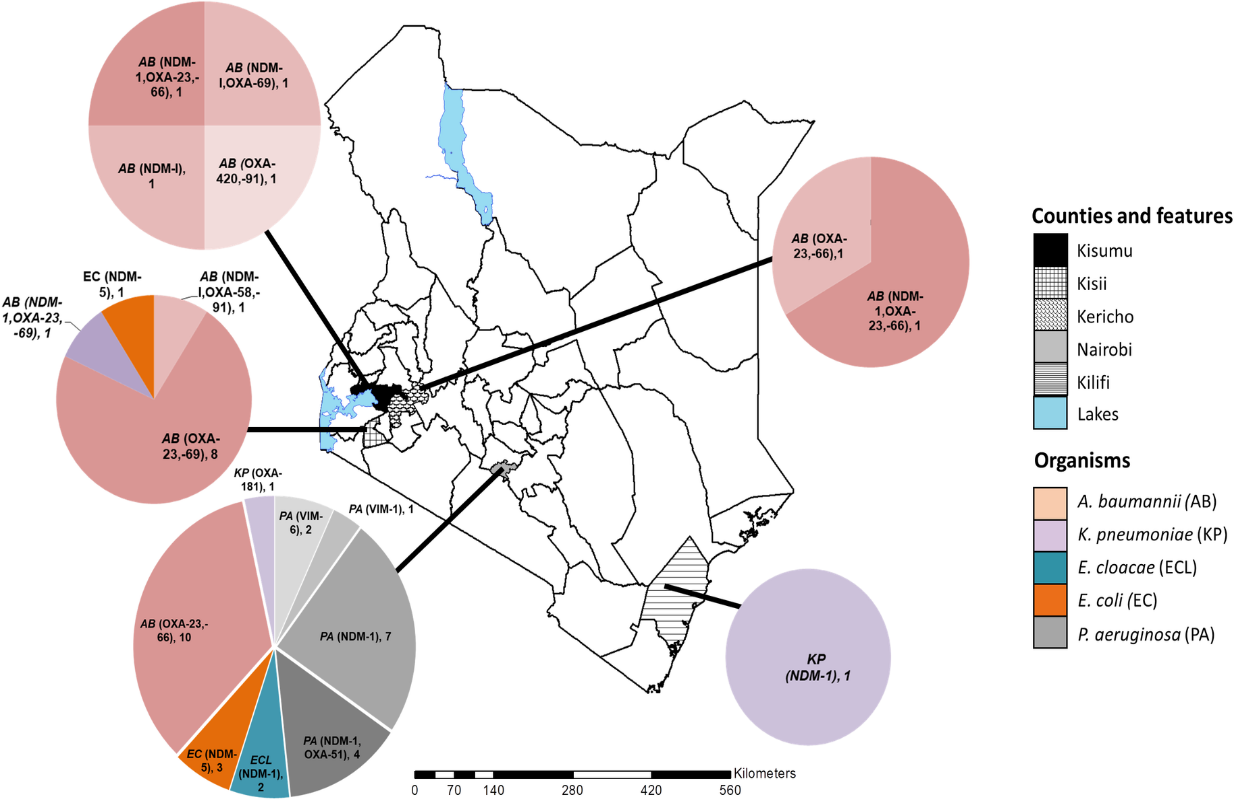 AB (NDM-
1,OXA-23,-
66), 1
AB (NDM-
I,OXA-69), 1
AB (NDM-I),
1
AB (OXA-
420,-91), 1
AB (OXA-
23,-66),1
AB (NDM-
1,OXA-
23,-66), 1
EC (NDM-
5), 1
AB (NDM-
I,OXA-58,-
91), 1
AB (NDM-
1,OXA-23,
-69), 1
AB (OXA-
23,-69), 8
KP (OXA-
181), 1
PA (VIM-
6), 2
PA (VIM-1), 1
AB (OXA-23,-
66), 10
PA (NDM-1), 7
PA (NDM-1,
OXA-51), 4
EC (NDM-
5), 3
ECL
(NDM-1),
2
KP
(NDM-1), 1
Counties and features
Kisumu
Kisii
Kericho
Nairobi
Kilifi
Lakes
Organisms
A. baumannii (AB)
K. pneumoniae (KP)
E. cloacae (ECL)
E. coli (EC)
P. aeruginosa (PA)
Kilometers
0 70 140 280 420 560